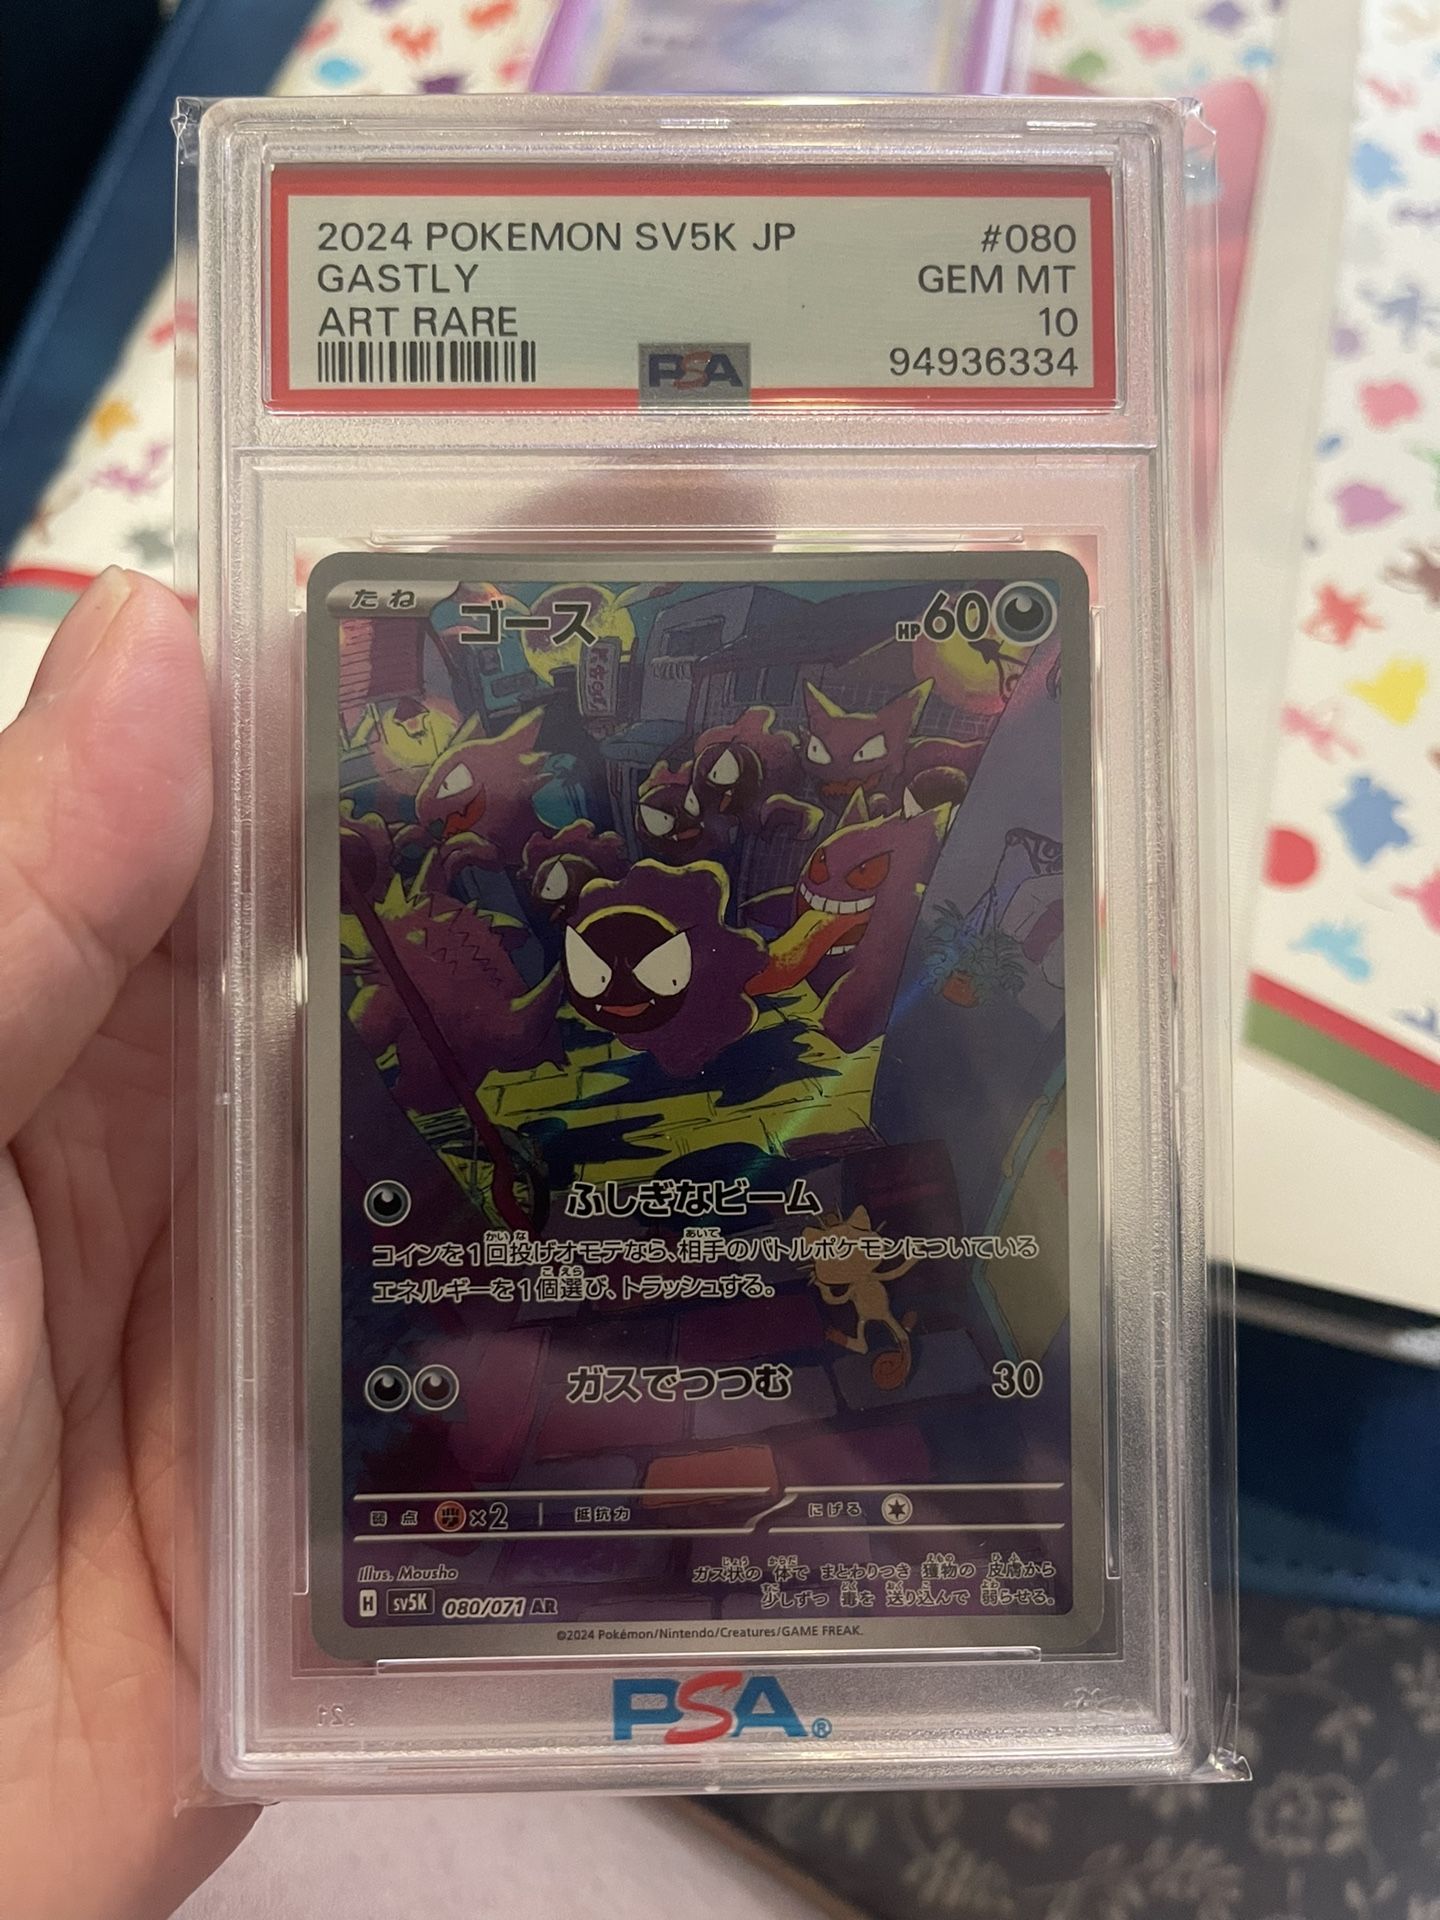 2024 POKEMON SV5K JP #080
GASTLY GEM MT
ART RARE 10
94936334
PSA
たね ゴース HP60
ふしぎなビーム
コインを1回投げオモテなら、相手のバトルポケモンについている
エネルギーを1個選び、トラッシュする。
ガスでつつむ 30
弱点 ×2 抵抗力 にげる
Illus. Mousho
ガス状の体でまとわりつき獲物の皮膚から
少しずつ毒を送り込んで弱らせる。
H SV5K 080/071 AR
©2024 Pokémon/Nintendo/Creatures/GAME FREAK.
PSA®